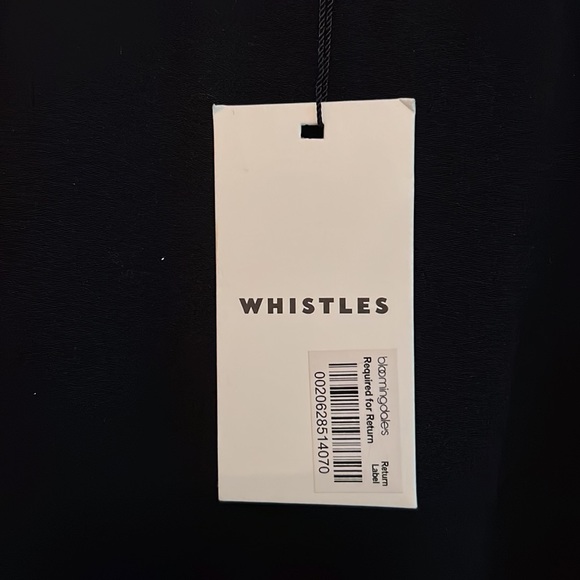 WHISTLES
bloomingdale's
Return
Label
Required for Return
0020628514070